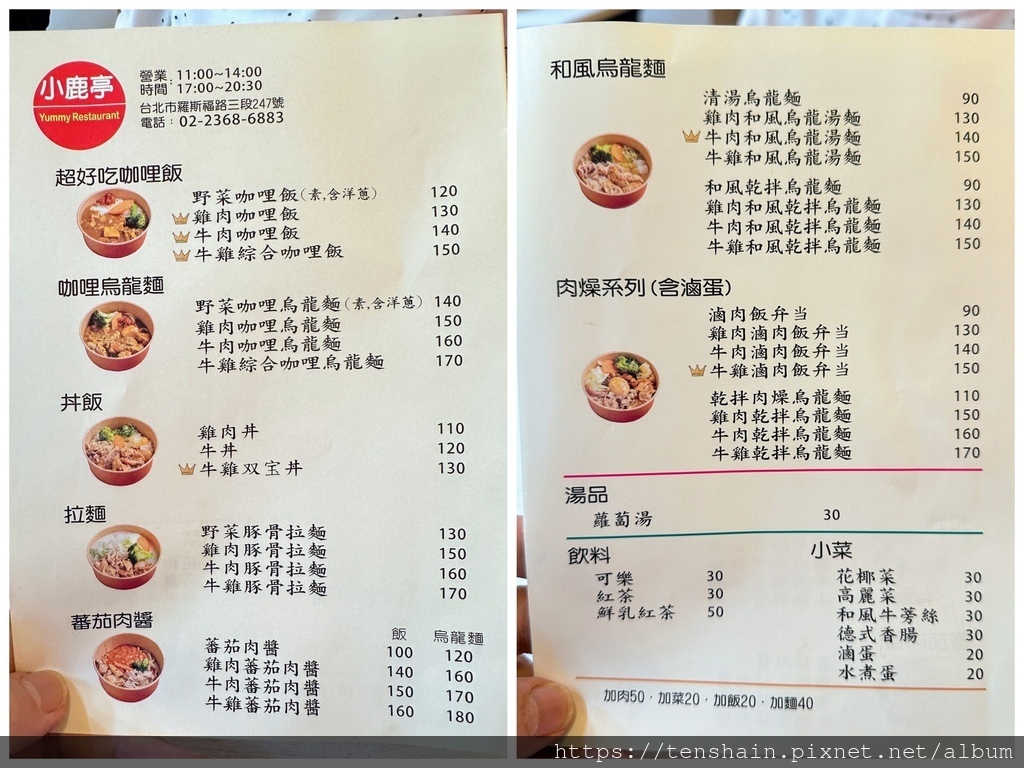 小鹿亭
Yummy Restaurant
營業時間：11:00~14:00
17:00~20:30
台北市羅斯福路三段247號
電話：02-2368-6883
超好吃咖哩飯
野菜咖哩飯(素,含洋蔥) 120
雞肉咖哩飯 130
牛肉咖哩飯 140
牛雞綜合咖哩飯 150
咖哩烏龍麵
野菜咖哩烏龍麵(素,含洋蔥) 140
雞肉咖哩烏龍麵 150
牛肉咖哩烏龍麵 160
牛雞綜合咖哩烏龍麵 170
丼飯
雞肉丼 110
牛丼 120
牛雞双宝丼 130
拉麵
野菜豚骨拉麵 130
雞肉豚骨拉麵 150
牛肉豚骨拉麵 160
牛雞豚骨拉麵 170
蕃茄肉醬
飯 烏龍麵
蕃茄肉醬 100 120
雞肉蕃茄肉醬 140 160
牛肉蕃茄肉醬 150 170
牛雞蕃茄肉醬 160 180
和風烏龍麵
清湯烏龍麵 90
雞肉和風烏龍湯麵 130
牛肉和風烏龍湯麵 140
牛雞和風烏龍湯麵 150
和風乾拌烏龍麵 90
雞肉和風乾拌烏龍麵 130
牛肉和風乾拌烏龍麵 140
牛雞和風乾拌烏龍麵 150
肉燥系列(含滷蛋)
滷肉飯弁当 90
雞肉滷肉飯弁当 130
牛肉滷肉飯弁当 140
牛雞滷肉飯弁当 150
乾拌肉燥烏龍麵 110
雞肉乾拌烏龍麵 150
牛肉乾拌烏龍麵 160
牛雞乾拌烏龍麵 170
湯品
蘿蔔湯 30
飲料
可樂 30
紅茶 30
鮮乳紅茶 50
小菜
花椰菜 30
高麗菜 30
和風牛蒡絲 30
德式香腸 30
滷蛋 20
水煮蛋 20
加肉50，加菜20，加飯20，加麵40
https://tenshain.pixnet.net/album